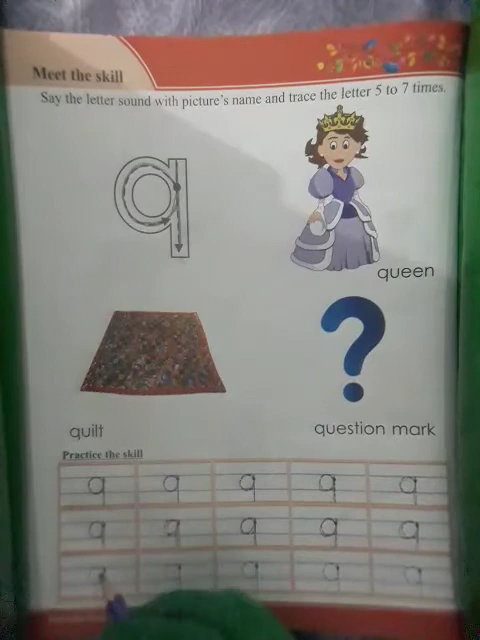 Meet the skill
Say the letter sound with picture's name and trace the letter 5 to 7 times.
q
queen
quilt
question mark
Practice the skill
q q q q q
q q q q q
q q q q q